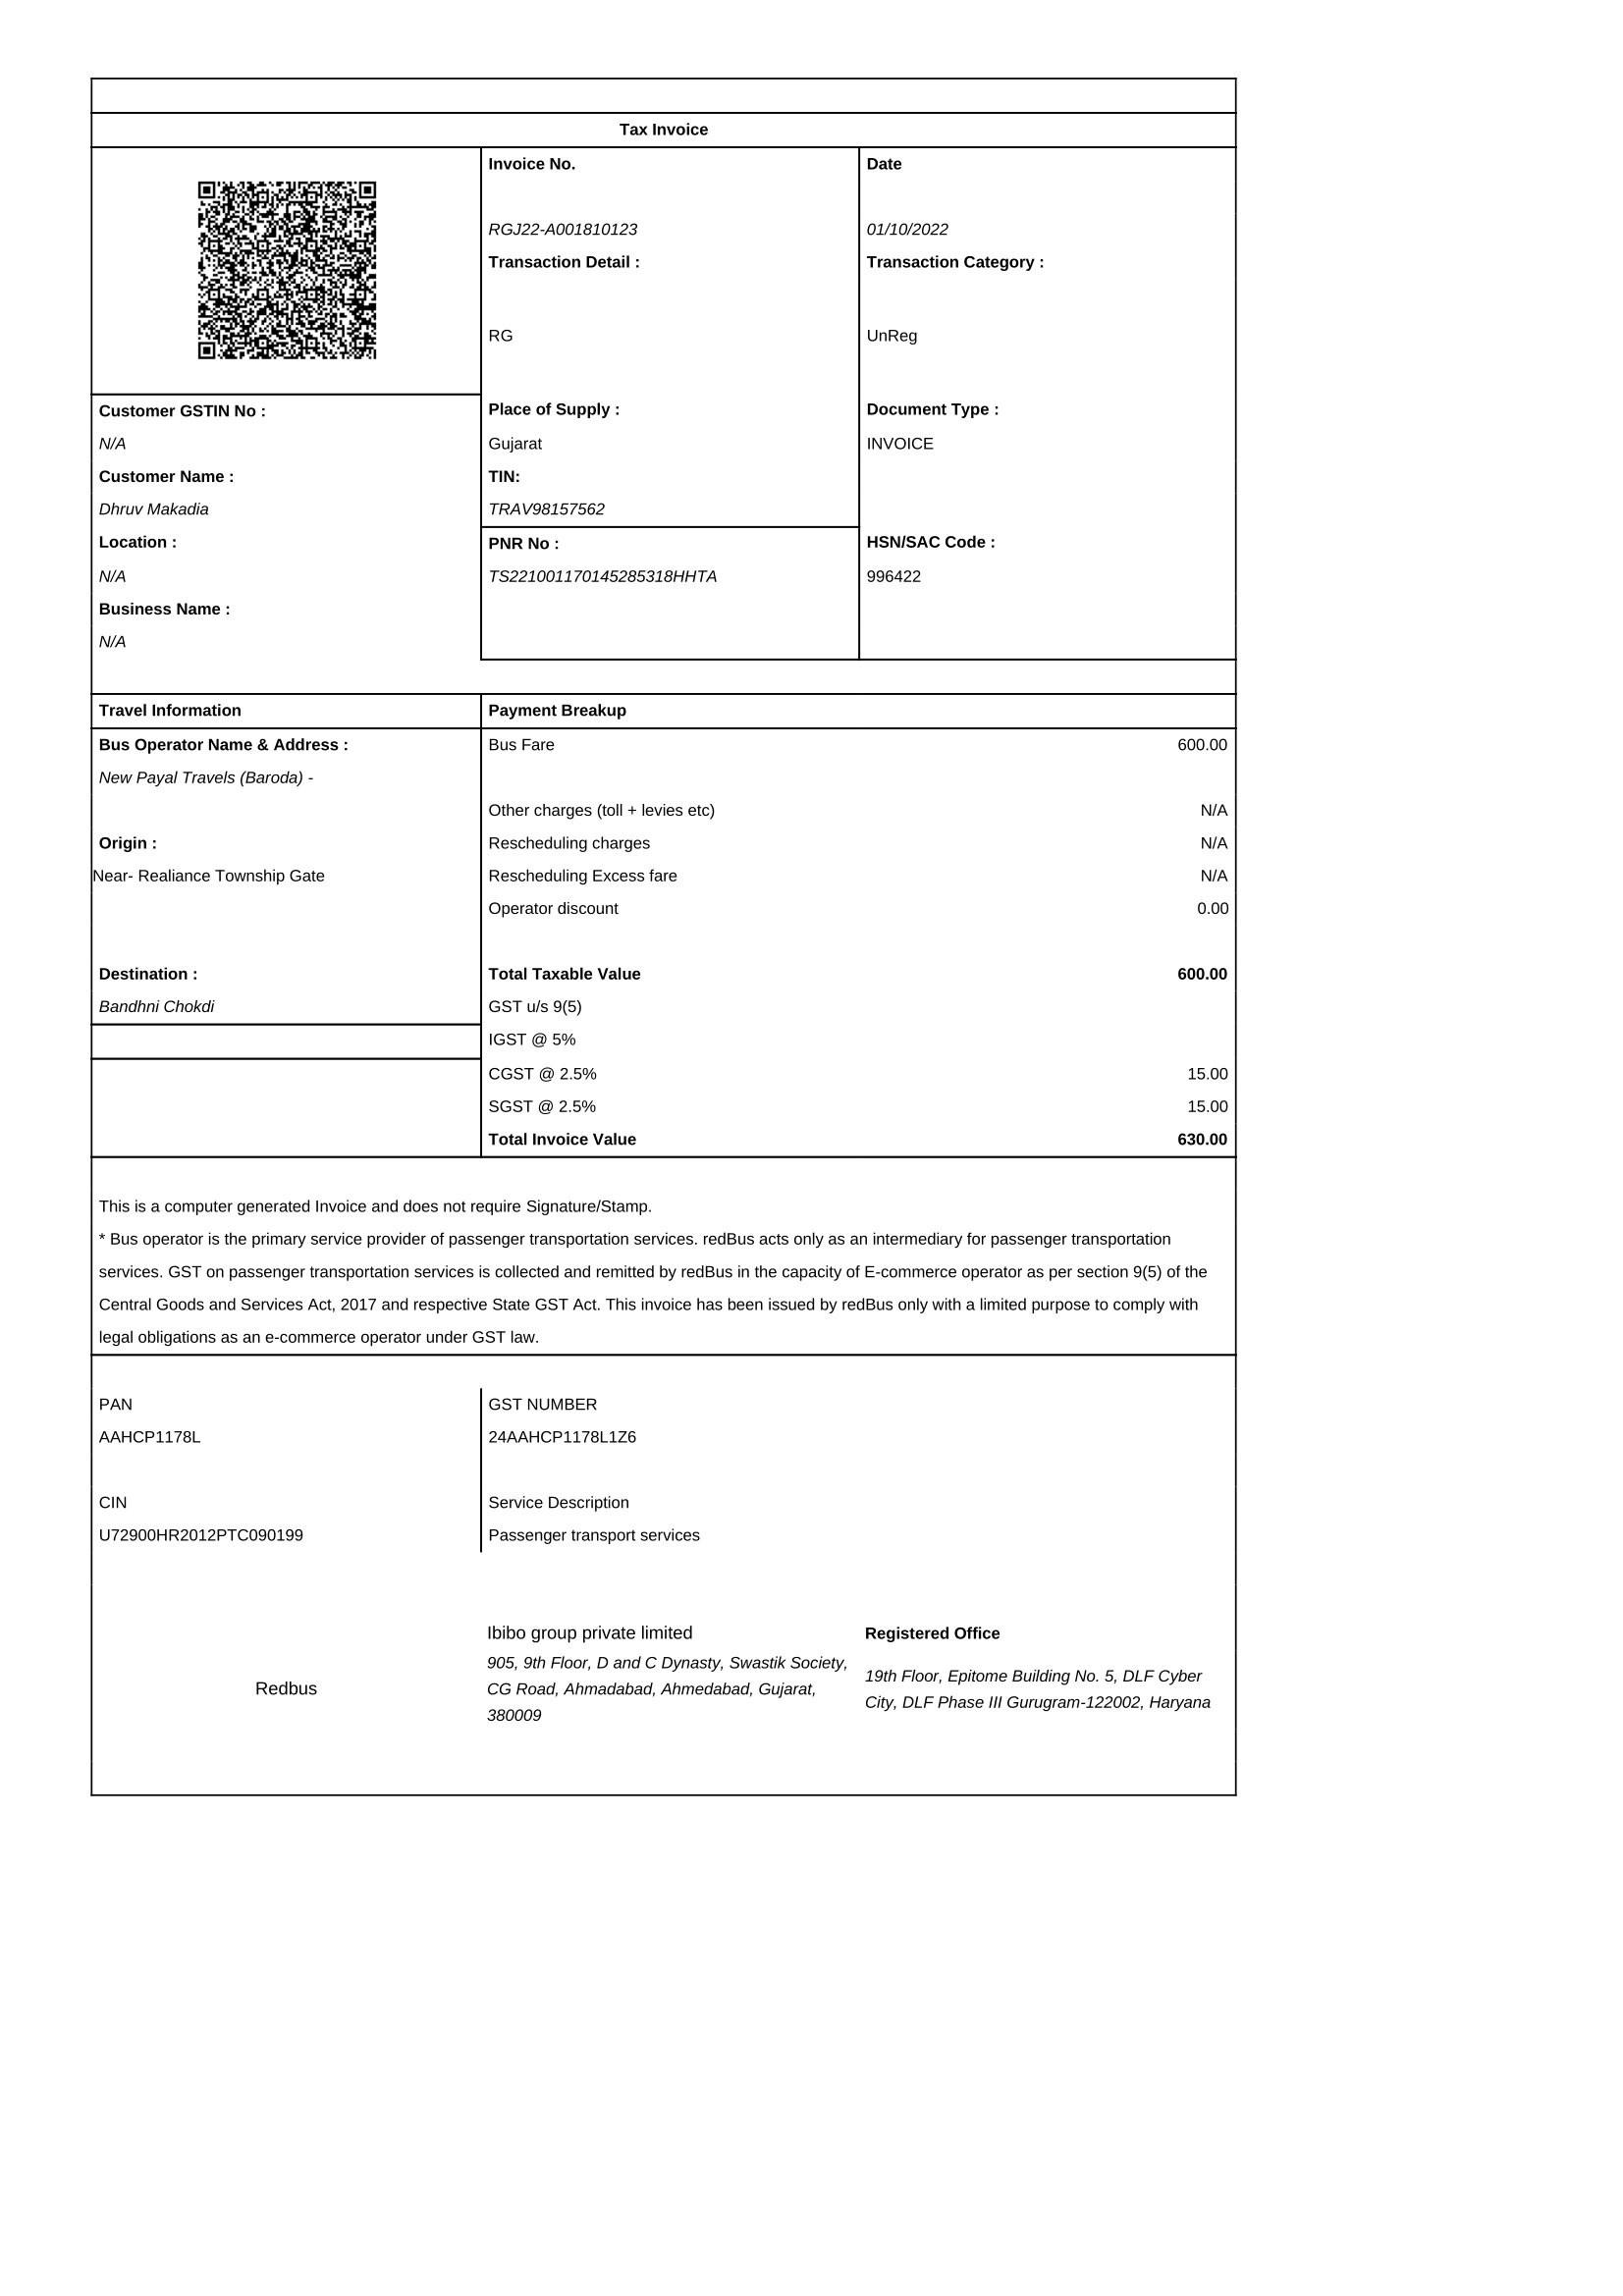 Tax Invoice
Invoice No.
Date
RGJ22-A001810123
01/10/2022
Transaction Detail :
Transaction Category :
RG
UnReg
Customer GSTIN No :
Place of Supply :
Document Type :
N/A
Gujarat
INVOICE
Customer Name :
TIN:
Dhruv Makadia
TRAV98157562
Location :
PNR No :
HSN/SAC Code :
N/A
TS221001170145285318HHTA
996422
Business Name :
N/A
Travel Information
Payment Breakup
Bus Operator Name & Address :
Bus Fare 600.00
New Payal Travels (Baroda) -
Other charges (toll + levies etc) N/A
Origin :
Rescheduling charges N/A
Near- Realiance Township Gate
Rescheduling Excess fare N/A
Operator discount 0.00
Destination :
Total Taxable Value 600.00
Bandhni Chokdi
GST u/s 9(5)
IGST @ 5%
CGST @ 2.5% 15.00
SGST @ 2.5% 15.00
Total Invoice Value 630.00
This is a computer generated Invoice and does not require Signature/Stamp.
* Bus operator is the primary service provider of passenger transportation services. redBus acts only as an intermediary for passenger transportation
services. GST on passenger transportation services is collected and remitted by redBus in the capacity of E-commerce operator as per section 9(5) of the
Central Goods and Services Act, 2017 and respective State GST Act. This invoice has been issued by redBus only with a limited purpose to comply with
legal obligations as an e-commerce operator under GST law.
PAN
GST NUMBER
AAHCP1178L
24AAHCP1178L1Z6
CIN
Service Description
U72900HR2012PTC090199
Passenger transport services
Redbus
Ibibo group private limited
905, 9th Floor, D and C Dynasty, Swastik Society,
CG Road, Ahmadabad, Ahmedabad, Gujarat,
380009
Registered Office
19th Floor, Epitome Building No. 5, DLF Cyber
City, DLF Phase III Gurugram-122002, Haryana